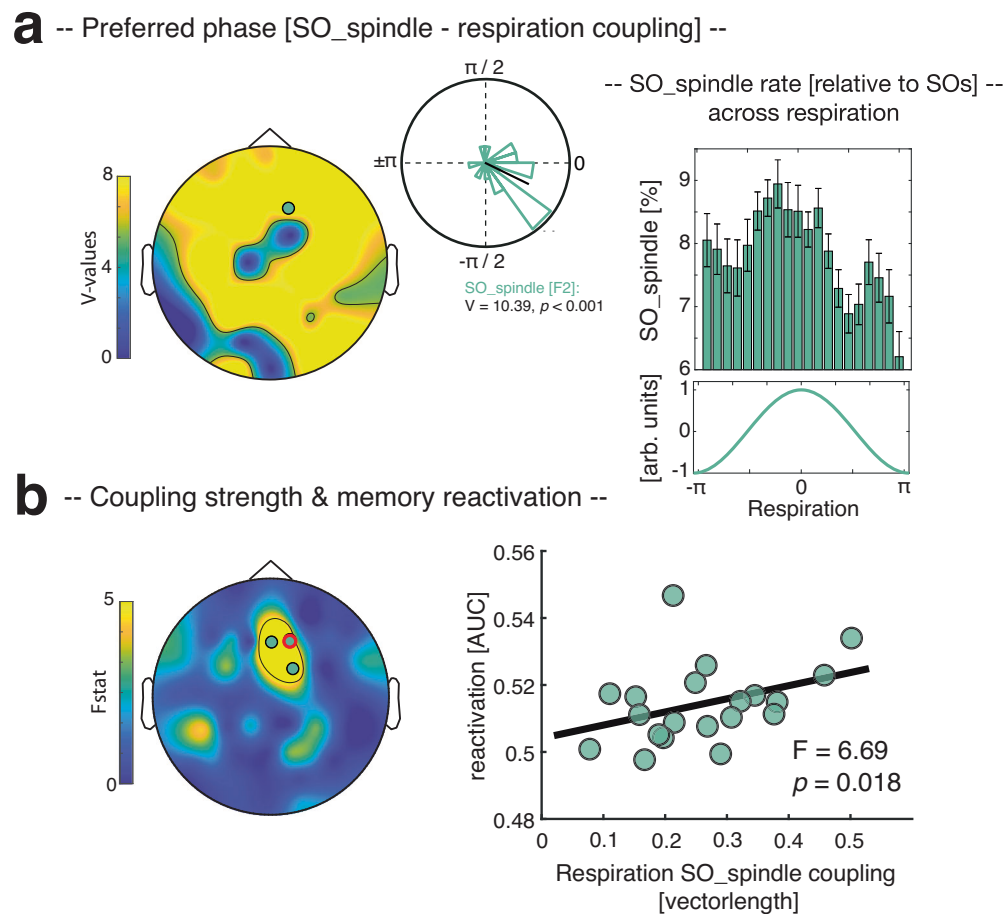 a -- Preferred phase [SO_spindle - respiration coupling] --
π / 2
±π
0
-π / 2
SO_spindle [F2]:
V = 10.39, p < 0.001
8
4
0
V-values
-- SO_spindle rate [relative to SOs] --
across respiration
9
8
7
6
SO_spindle [%]
1
0
-1
[arb. units]
-π
0
π
Respiration
b -- Coupling strength & memory reactivation --
5
0
Fstat
0.56
0.54
0.52
0.5
0.48
reactivation [AUC]
F = 6.69
p = 0.018
0
0.1
0.2
0.3
0.4
0.5
Respiration SO_spindle coupling
[vectorlength]